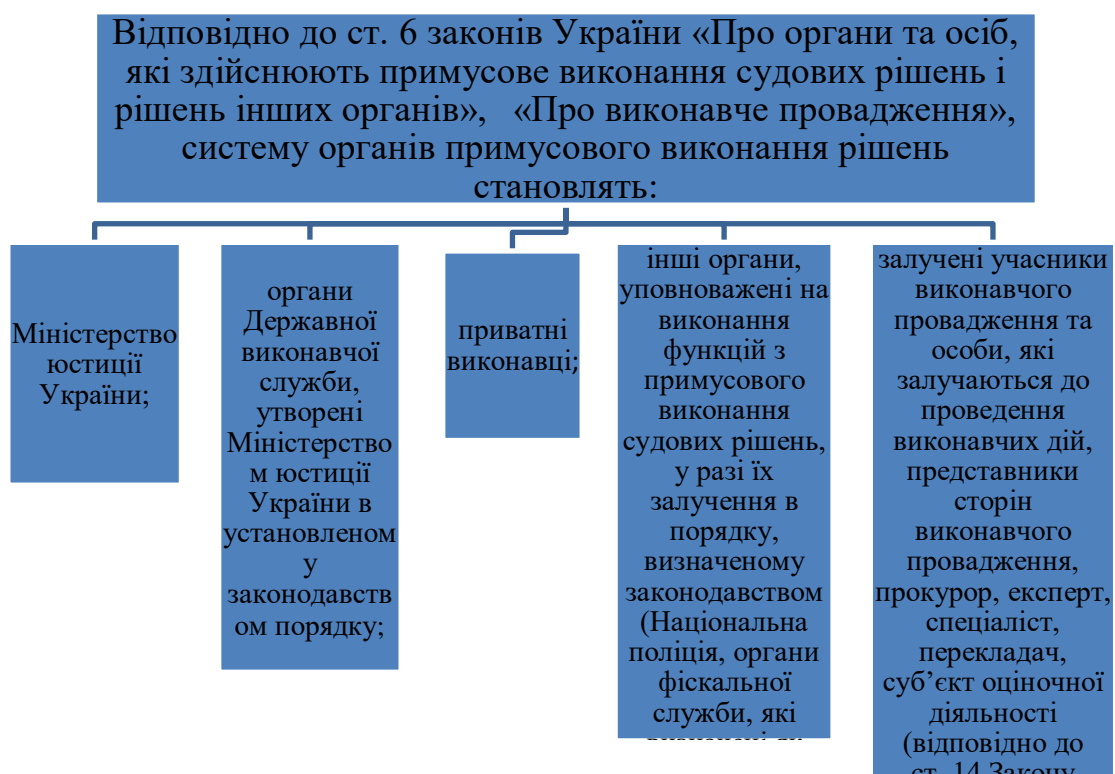 Відповідно до ст. 6 законів України «Про органи та осіб,
які здійснюють примусове виконання судових рішень і
рішень інших органів», «Про виконавче провадження»,
систему органів примусового виконання рішень
становлять:
Міністерство
юстиції
України;
органи
Державної
виконавчої
служби,
утворені
Міністерство
м юстиції
України в
установленом
у
законодавств
ом порядку;
приватні
виконавці;
інші органи,
уповноважені на
виконання
функцій з
примусового
виконання
судових рішень,
у разі їх
залучення в
порядку,
визначеному
законодавством
(Національна
поліція, органи
фіскальної
служби, які
залучені учасники
виконавчого
провадження та
особи, які
залучаються до
проведення
виконавчих дій,
представники
сторін
виконавчого
провадження,
прокурор, експерт,
спеціаліст,
перекладач,
суб’єкт оціночної
діяльності
(відповідно до
ст. 14 Закону